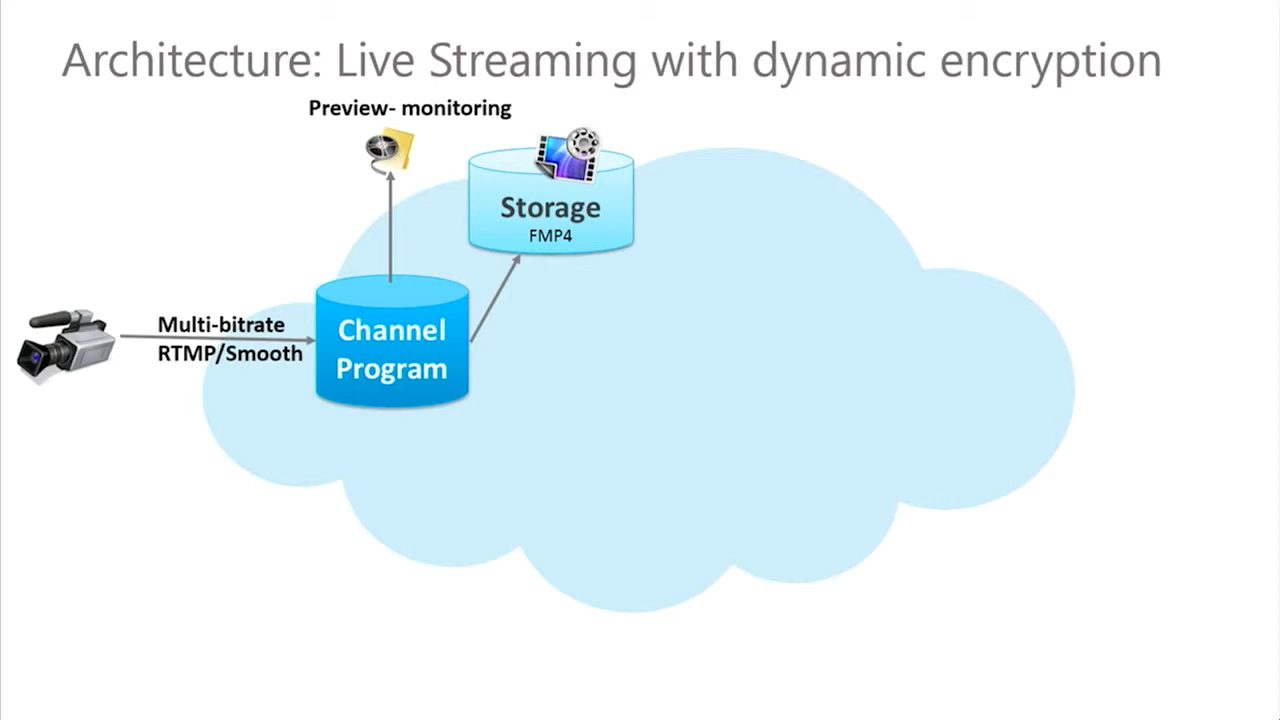 Architecture: Live Streaming with dynamic encryption
Preview- monitoring
Storage
FMP4
Multi-bitrate
RTMP/Smooth
Channel
Program